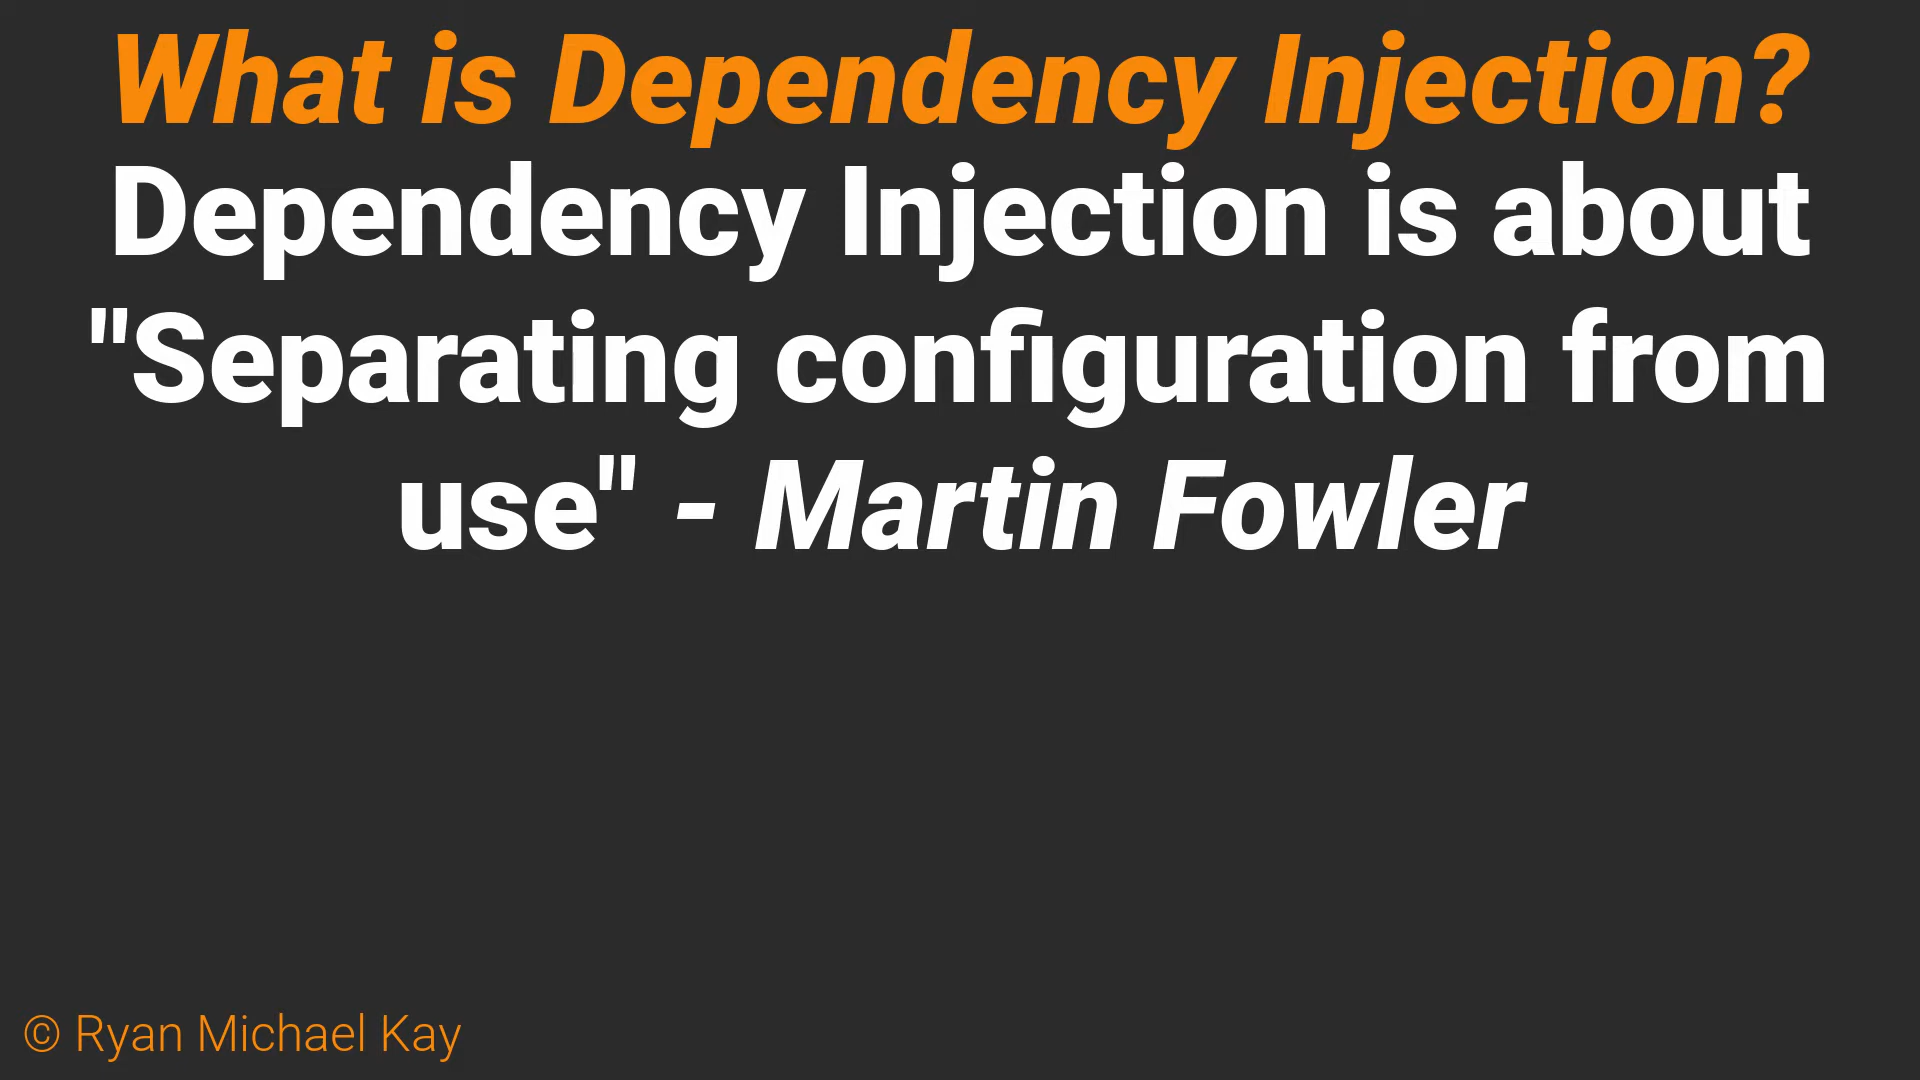 What is Dependency Injection?
Dependency Injection is about
"Separating configuration from
use" - Martin Fowler
© Ryan Michael Kay